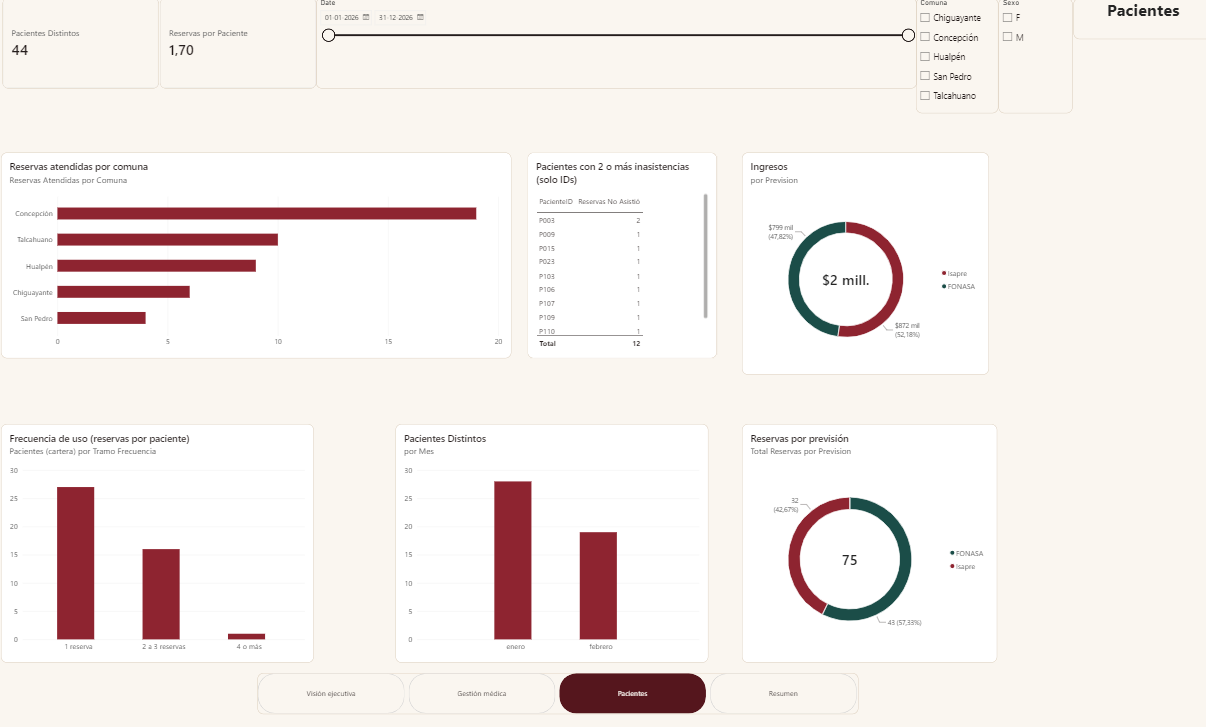 Date
Comuna
Sexo
Pacientes
01-01-2026
31-12-2026
Chiguayante
Concepción
Hualpén
San Pedro
Talcahuano
F
M
Pacientes Distintos
44
Reservas por Paciente
1,70
Reservas atendidas por comuna
Reservas Atendidas por Comuna
Concepción
Talcahuano
Hualpén
Chiguayante
San Pedro
0
5
10
15
20
Pacientes con 2 o más inasistencias
(solo IDs)
PacienteID Reservas No Asistió
P003 2
P009 1
P015 1
P023 1
P103 1
P106 1
P107 1
P109 1
P110 1
Total 12
Ingresos
por Prevision
$799 mil
(47,82%)
$2 mill.
$872 mil
(52,18%)
Isapre
FONASA
Frecuencia de uso (reservas por paciente)
Pacientes (cartera) por Tramo Frecuencia
30
25
20
15
10
5
0
1 reserva
2 a 3 reservas
4 o más
Pacientes Distintos
por Mes
30
25
20
15
10
5
0
enero
febrero
Reservas por previsión
Total Reservas por Prevision
32
(42,67%)
75
43 (57,33%)
FONASA
Isapre
Visión ejecutiva
Gestión médica
Pacientes
Resumen